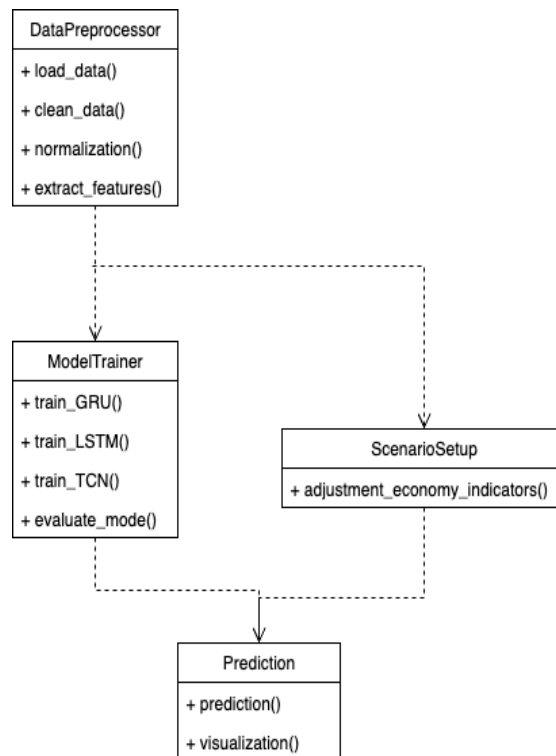 DataPreprocessor
+ load_data()
+ clean_data()
+ normalization()
+ extract_features()
ModelTrainer
+ train_GRU()
+ train_LSTM()
+ train_TCN()
+ evaluate_mode()
ScenarioSetup
+ adjustment_economy_indicators()
Prediction
+ prediction()
+ visualization()